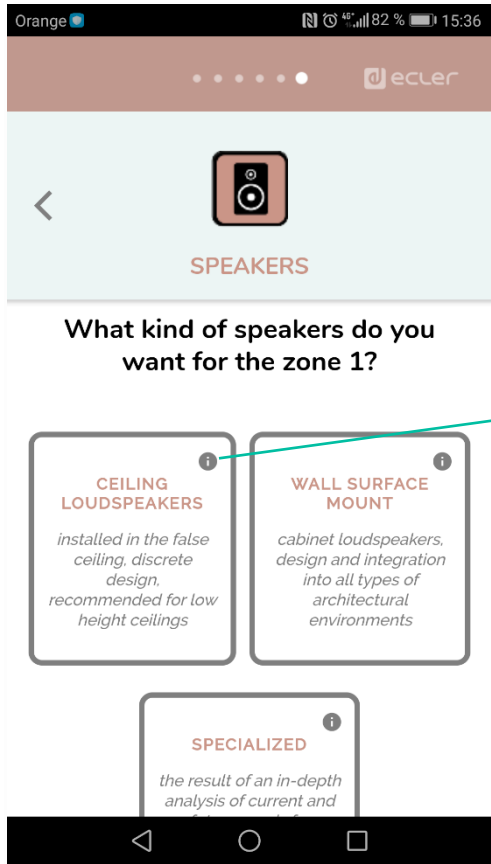 Orange 82 % 15:36
ecler
SPEAKERS
What kind of speakers do you
want for the zone 1?
CEILING
LOUDSPEAKERS
installed in the false
ceiling, discrete
design,
recommended for low
height ceilings
WALL SURFACE
MOUNT
cabinet loudspeakers,
design and integration
into all types of
architectural
environments
SPECIALIZED
the result of an in-depth
analysis of current and